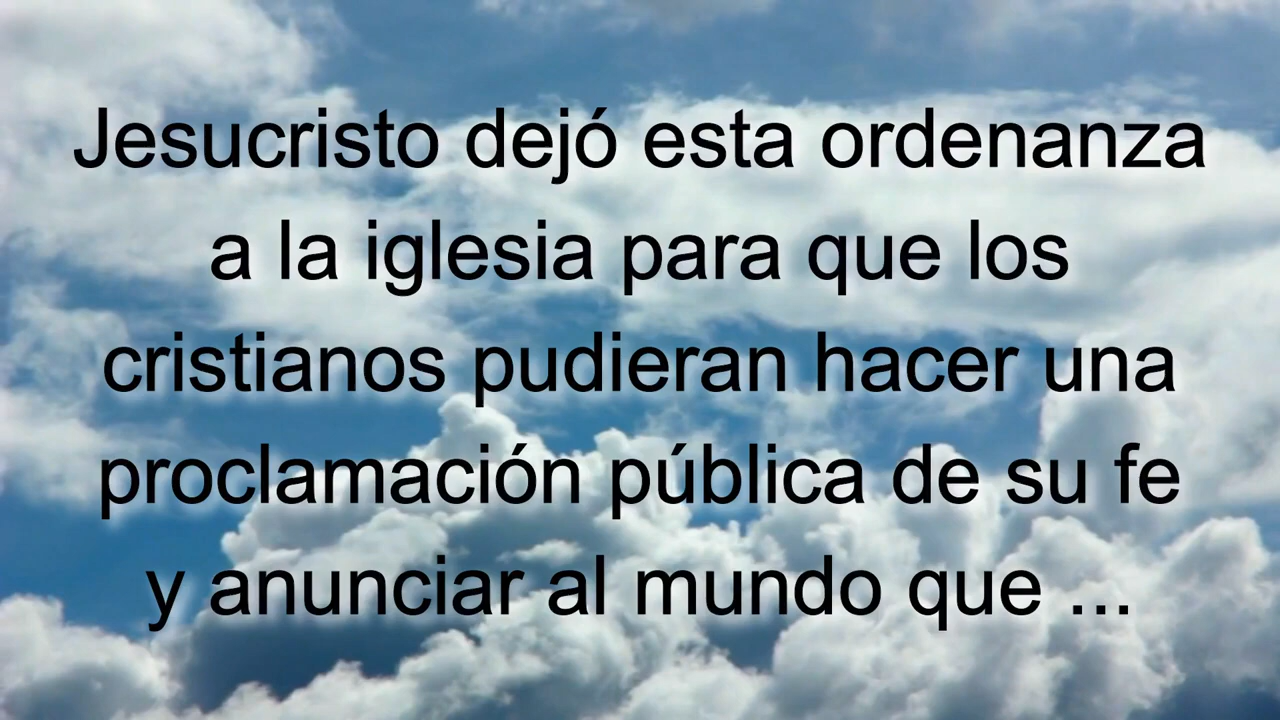 Jesucristo dejó esta ordenanza
a la iglesia para que los
cristianos pudieran hacer una
proclamación pública de su fe
y anunciar al mundo que ...